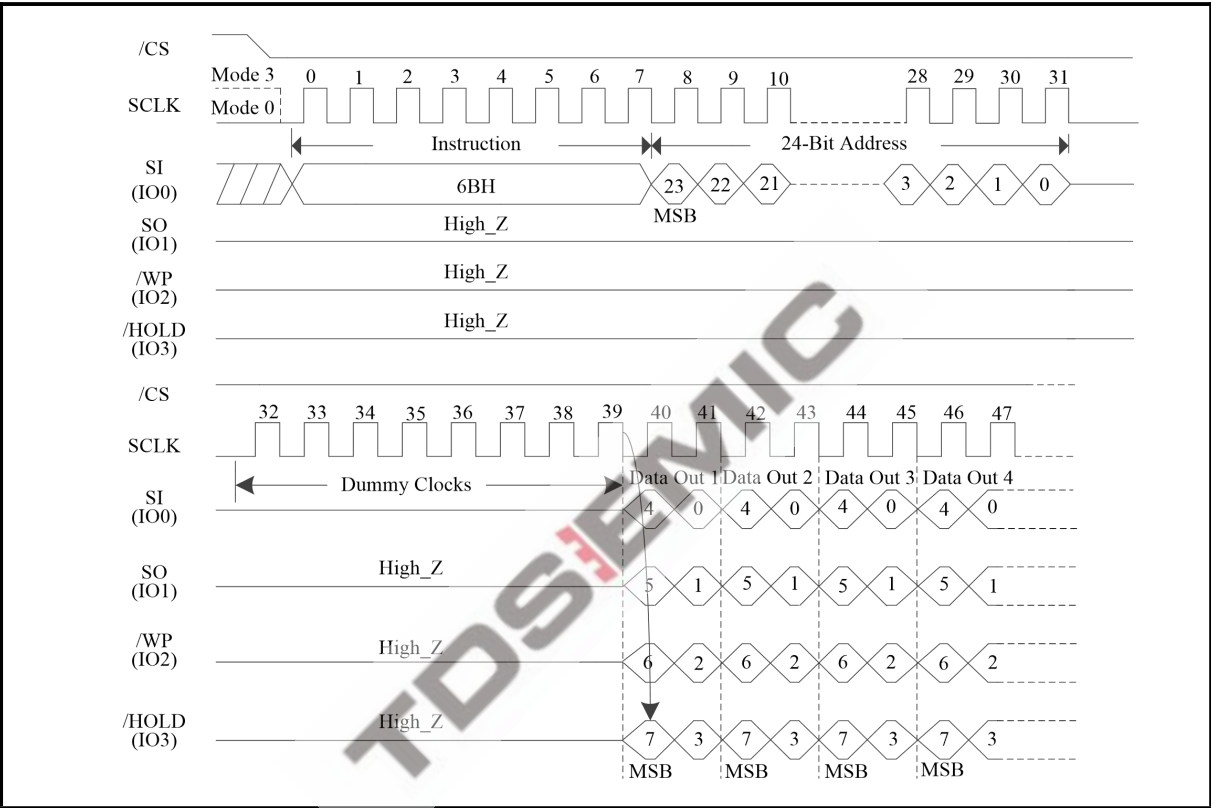 /CS
Mode 3 0 1 2 3 4 5 6 7 8 9 10 28 29 30 31
SCLK Mode 0
Instruction 24-Bit Address
SI
(IO0) 6BH 23 22 21 3 2 1 0
MSB
SO High_Z
(IO1)
/WP High_Z
(IO2)
/HOLD High_Z
(IO3)
/CS
32 33 34 35 36 37 38 39 40 41 42 43 44 45 46 47
SCLK
Dummy Clocks Data Out 1 Data Out 2 Data Out 3 Data Out 4
SI
(IO0) 4 0 4 0 4 0 4 0
SO High_Z
(IO1) 5 1 5 1 5 1 5 1
/WP High_Z
(IO2) 6 2 6 2 6 2 6 2
/HOLD High_Z
(IO3) 7 3 7 3 7 3 7 3
MSB MSB MSB MSB
TDSEMIC